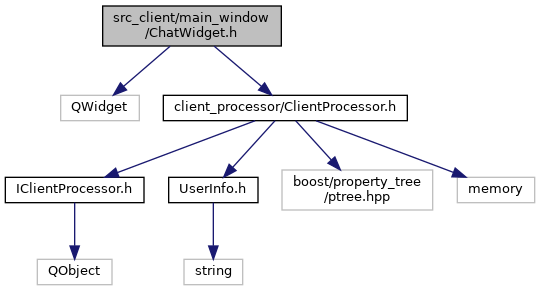 src_client/main_window
/ChatWidget.h
QWidget
client_processor/ClientProcessor.h
IClientProcessor.h
UserInfo.h
boost/property_tree
/ptree.hpp
memory
QObject
string